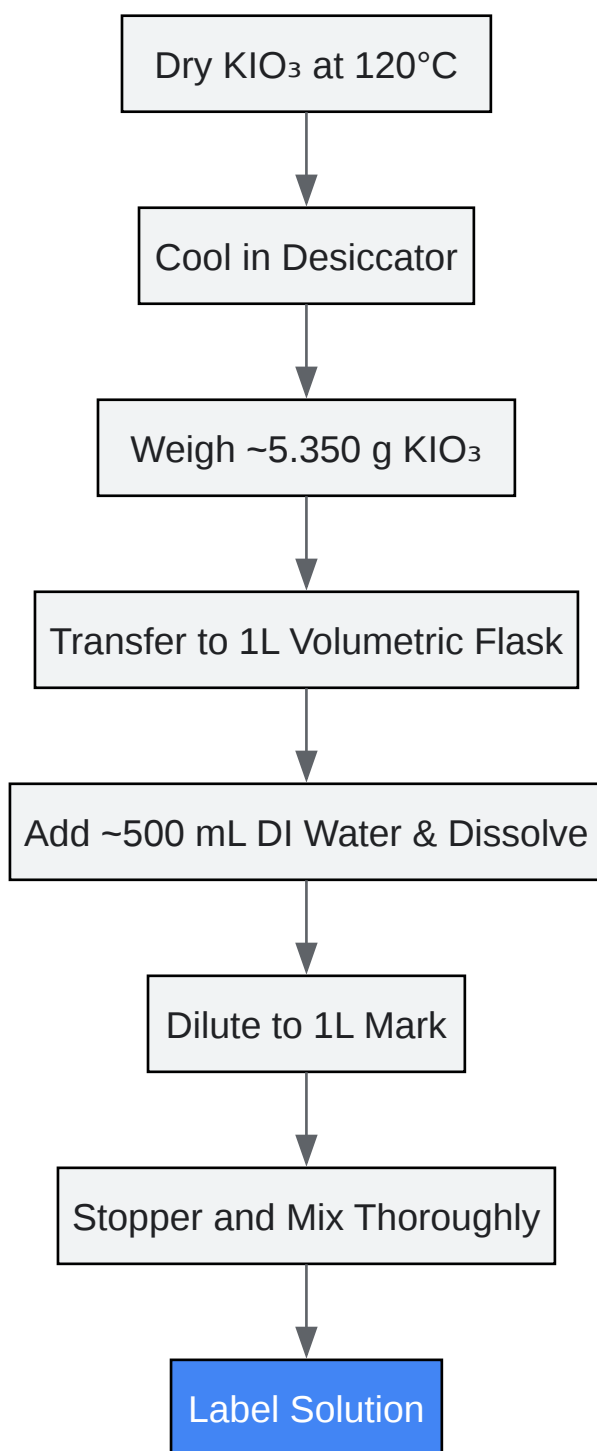 Dry KIO₃ at 120°C
Cool in Desiccator
Weigh ~5.350 g KIO₃
Transfer to 1L Volumetric Flask
Add ~500 mL DI Water & Dissolve
Dilute to 1L Mark
Stopper and Mix Thoroughly
Label Solution